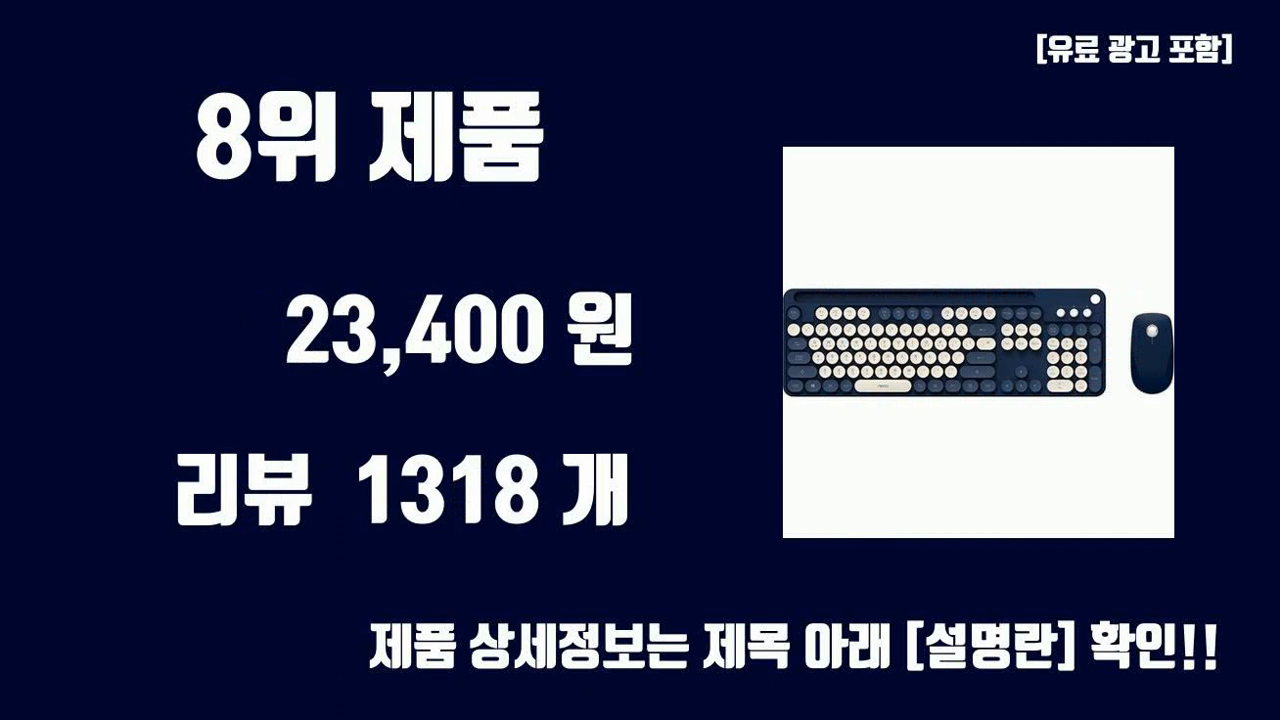 [유료 광고 포함]
8위 제품
23,400 원
리뷰 1318 개
제품 상세정보는 제목 아래 [설명란] 확인!!